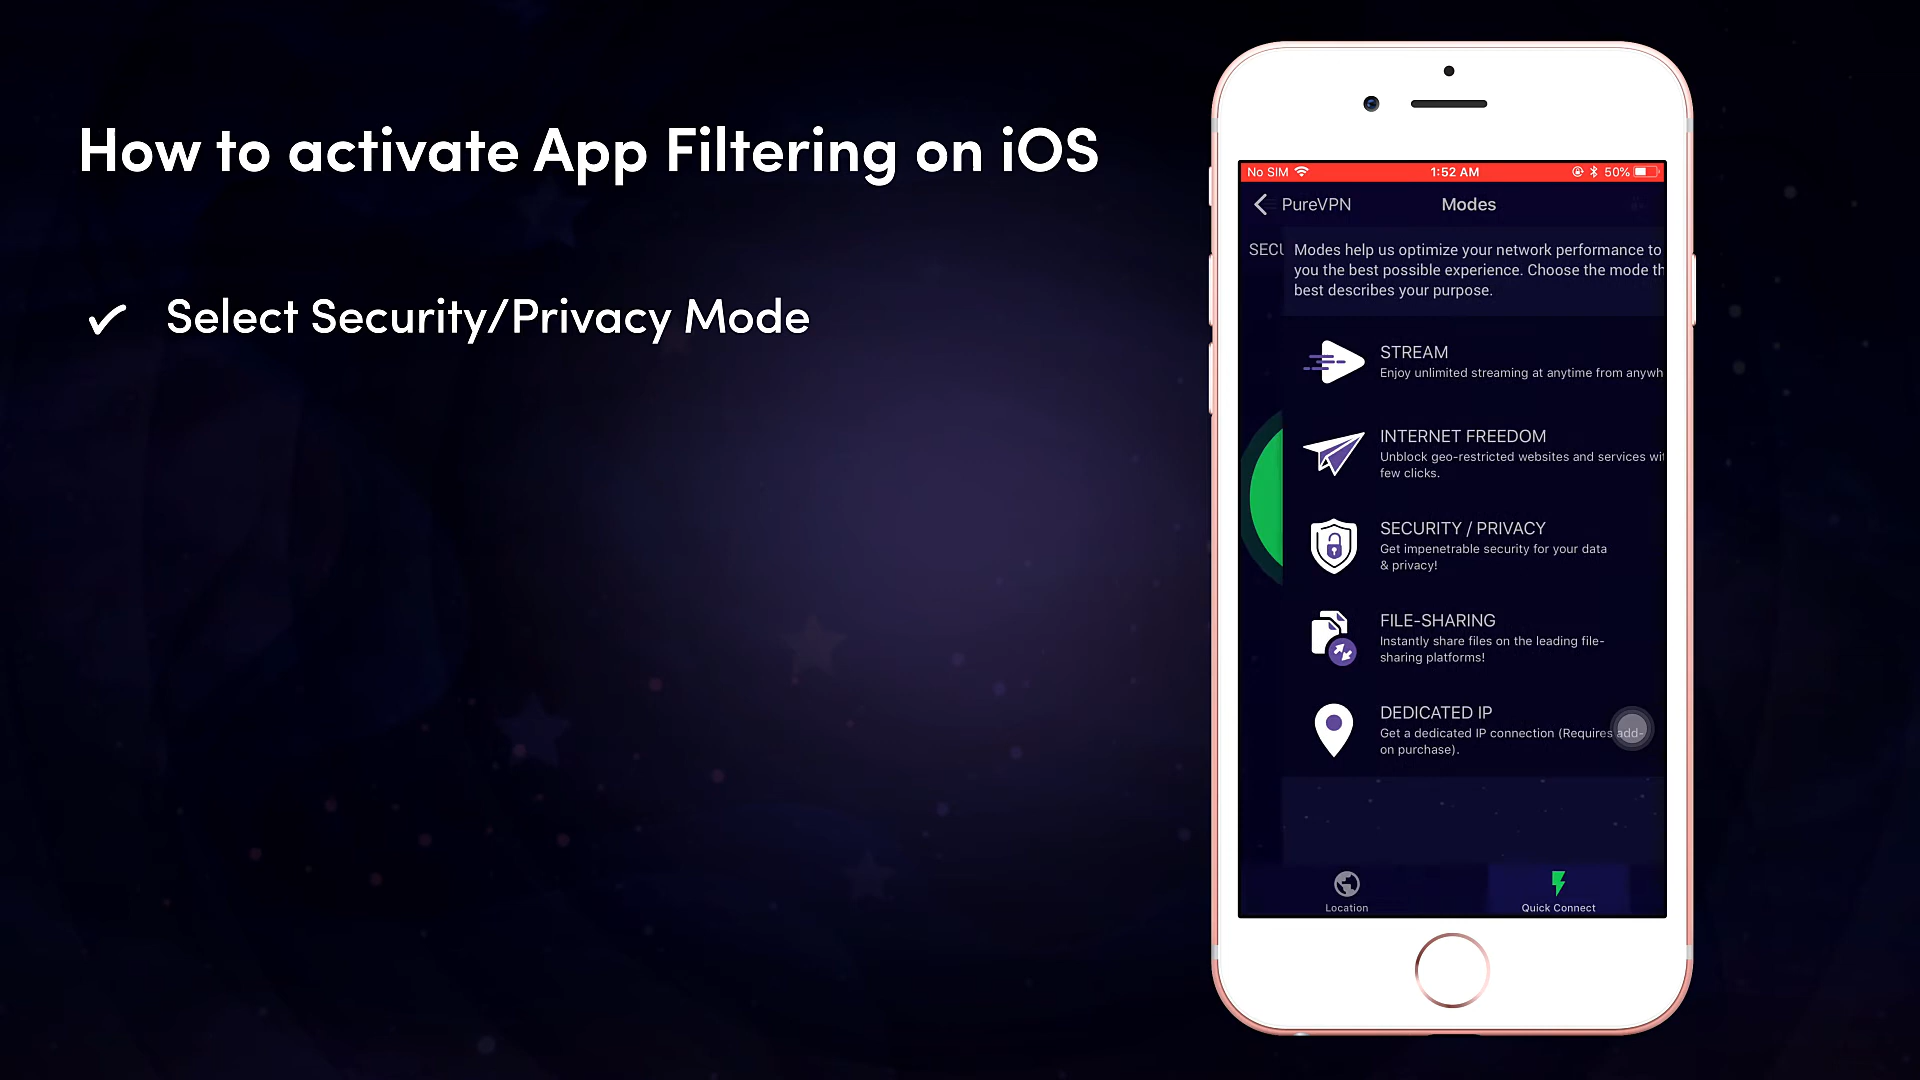 How to activate App Filtering on iOS
Select Security/Privacy Mode
No SIM
1:52 AM
50%
PureVPN
Modes
SECU
Modes help us optimize your network performance to
you the best possible experience. Choose the mode th
best describes your purpose.
STREAM
Enjoy unlimited streaming at anytime from anywh
INTERNET FREEDOM
Unblock geo-restricted websites and services wit
few clicks.
SECURITY / PRIVACY
Get impenetrable security for your data
& privacy!
FILE-SHARING
Instantly share files on the leading file-
sharing platforms!
DEDICATED IP
Get a dedicated IP connection (Requires add-
on purchase).
Location
Quick Connect